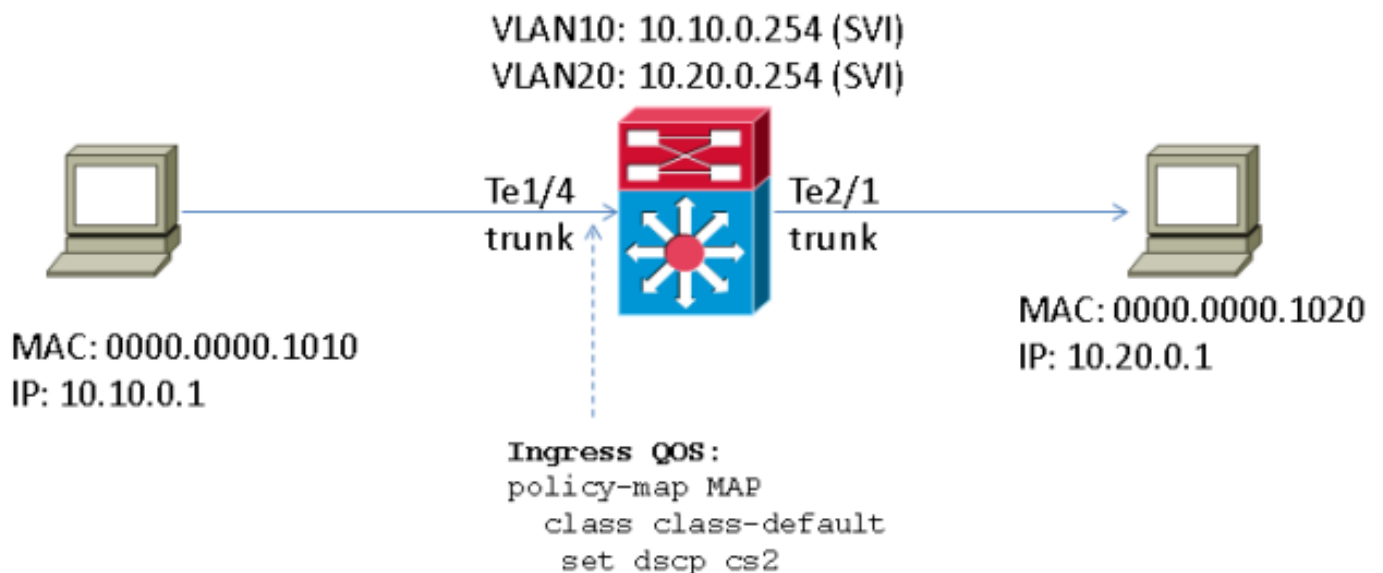 VLAN10: 10.10.0.254 (SVI)
VLAN20: 10.20.0.254 (SVI)
Te1/4
trunk
Te2/1
trunk
MAC: 0000.0000.1010
IP: 10.10.0.1
MAC: 0000.0000.1020
IP: 10.20.0.1
Ingress QOS:
policy-map MAP
class class-default
set dscp cs2